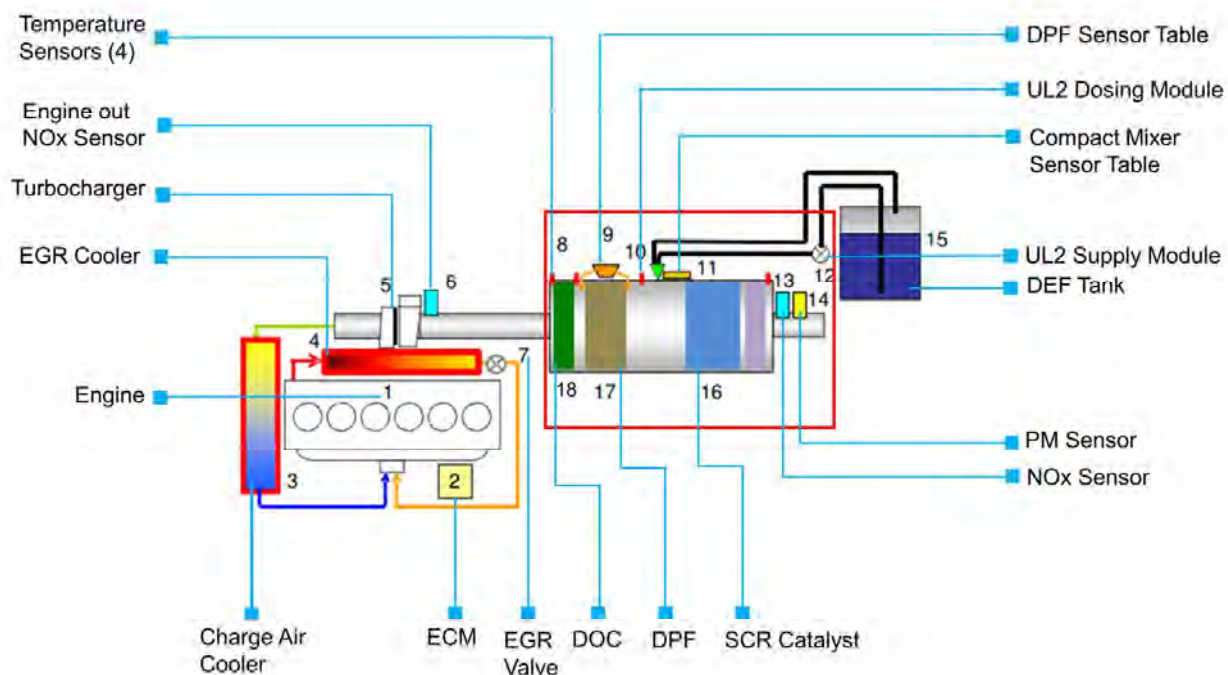 Temperature
Sensors (4)
Engine out
NOx Sensor
Turbocharger
EGR Cooler
Engine
DPF Sensor Table
UL2 Dosing Module
Compact Mixer
Sensor Table
UL2 Supply Module
DEF Tank
PM Sensor
NOx Sensor
8
9
10
11
12
13
14
15
5
6
4
7
1
18
17
16
3
2
Charge Air
Cooler
ECM
EGR
Valve
DOC
DPF
SCR Catalyst